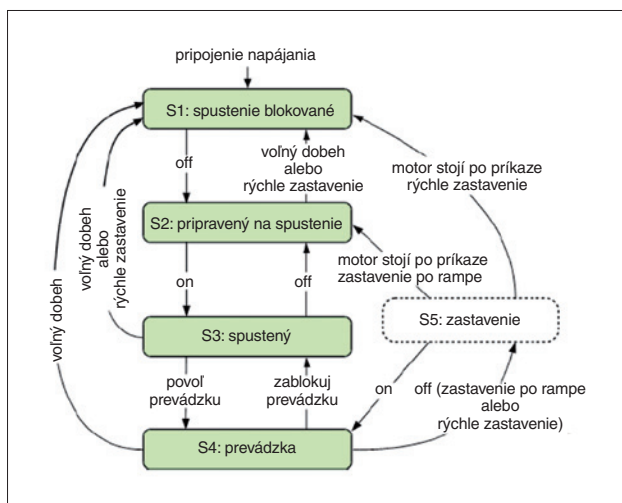 pripojenie napájania
S1: spustenie blokované
off
voľný dobeh
alebo
rýchle zastavenie
motor stojí po príkaze
rýchle zastavenie
S2: pripravený na spustenie
voľný dobeh
voľný dobeh
alebo
rýchle zastavenie
on
off
motor stojí po príkaze
zastavenie po rampe
S3: spustený
S5: zastavenie
povoľ
prevádzku
zablokuj
prevádzku
on
off (zastavenie po rampe
alebo
rýchle zastavenie)
S4: prevádzka